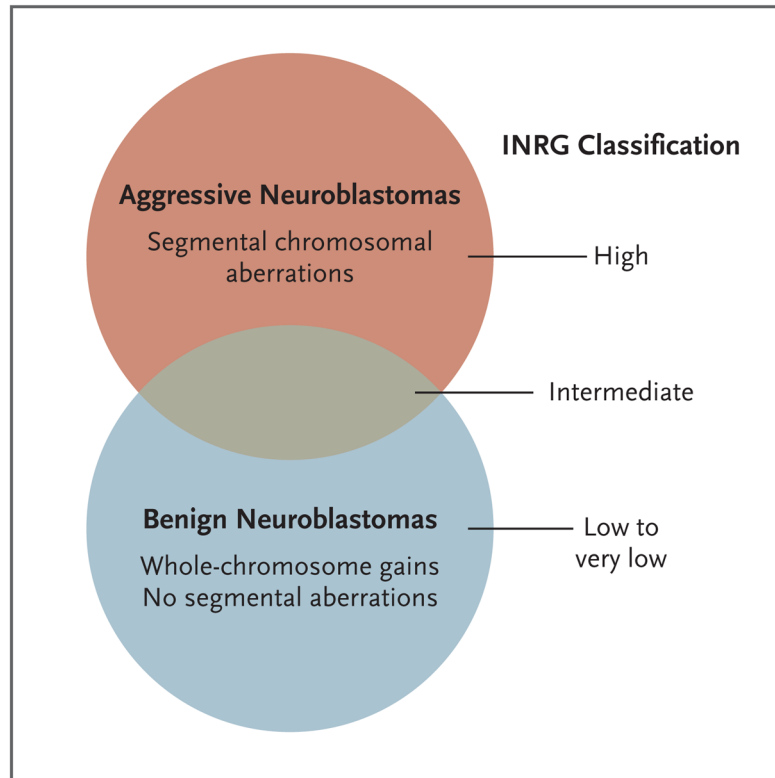 INRG Classification
Aggressive Neuroblastomas
Segmental chromosomal
aberrations
High
Intermediate
Benign Neuroblastomas
Whole-chromosome gains
No segmental aberrations
Low to
very low